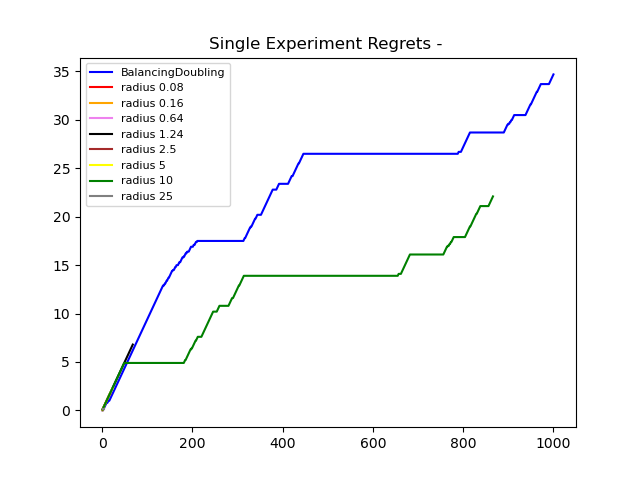 Single Experiment Regrets -
35
30
25
20
15
10
5
0
BalancingDoubling
radius 0.08
radius 0.16
radius 0.64
radius 1.24
radius 2.5
radius 5
radius 10
radius 25
0 200 400 600 800 1000